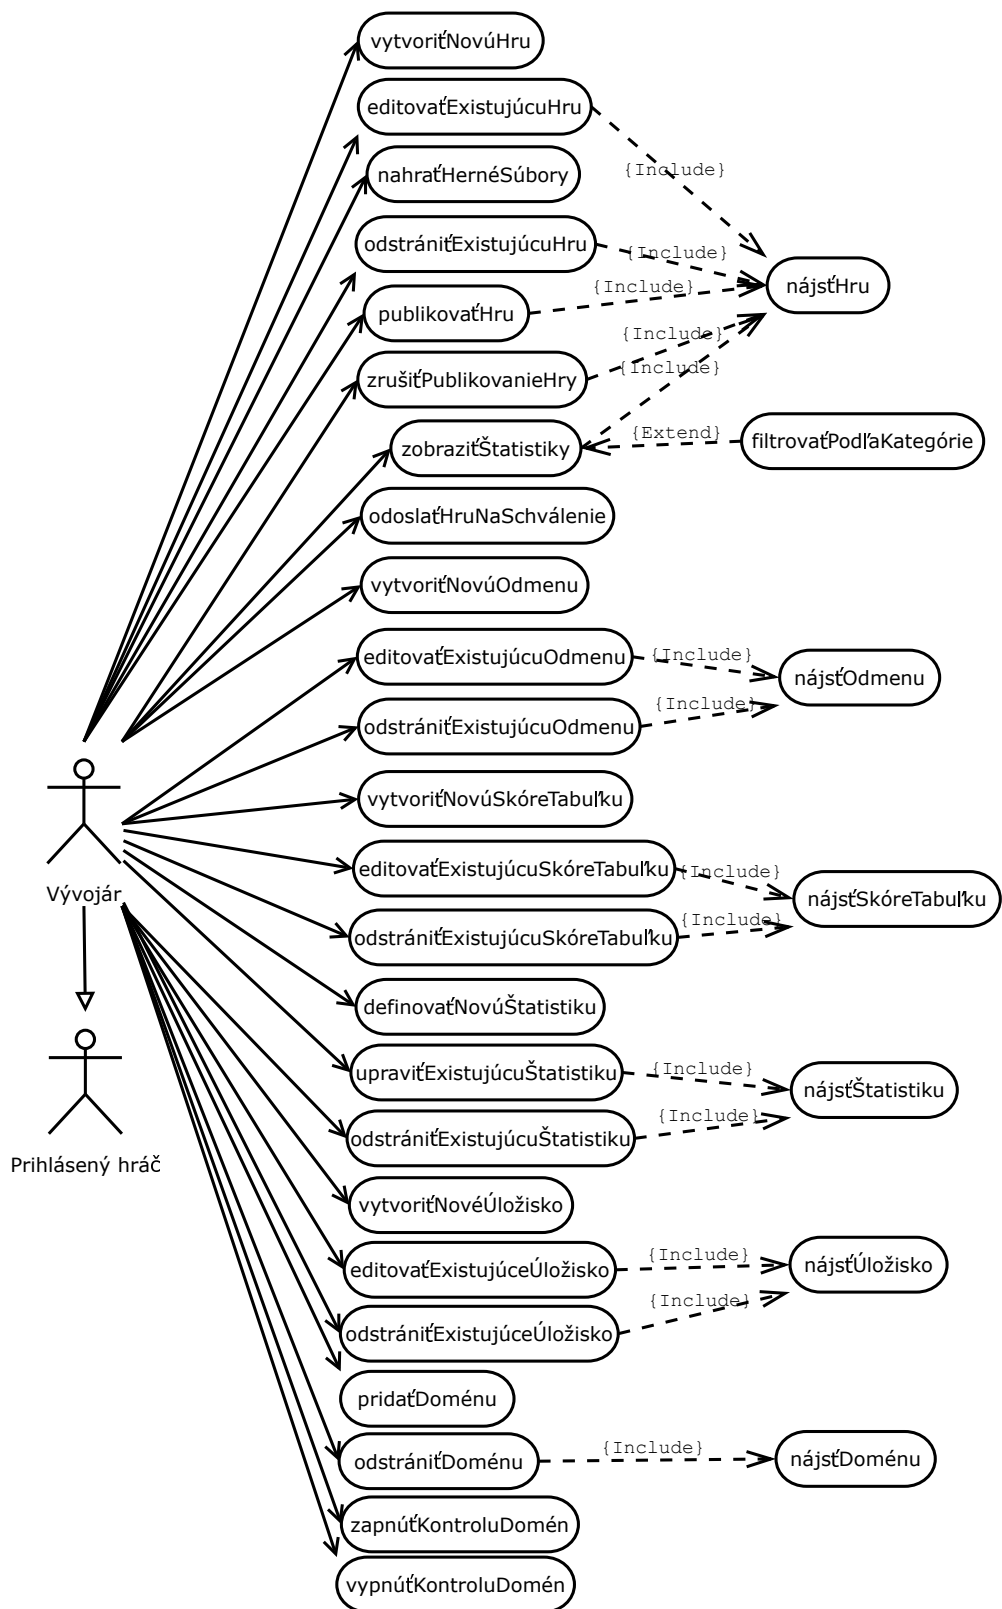 vytvoriťNovúHru
editovaťExistujúcuHru
{Include}
nahraťHernéSúbory
odstrániťExistujúcuHru
{Include}
nájsťHru
{Include}
publikovaťHru
{Include}
zrušiťPublikovanieHry
{Include}
{Extend}
filtrovaťPodľaKategórie
zobraziťŠtatistiky
odoslaťHruNaSchválenie
vytvoriťNovúOdmenu
editovaťExistujúcuOdmenu
{Include}
nájsťOdmenu
odstrániťExistujúcuOdmenu
{Include}
vytvoriťNovúSkóreTabuľku
editovaťExistujúcuSkóreTabuľku
{Include}
Vývojár
nájsťSkóreTabuľku
odstrániťExistujúcuSkóreTabuľku
{Include}
definovaťNovúŠtatistiku
upraviťExistujúcuŠtatistiku
{Include}
nájsťŠtatistiku
odstrániťExistujúcuŠtatistiku
{Include}
Prihlásený hráč
vytvoriťNovéÚložisko
editovaťExistujúceÚložisko
{Include}
nájsťÚložisko
odstrániťExistujúceÚložisko
{Include}
pridaťDoménu
odstrániťDoménu
{Include}
nájsťDoménu
zapnúťKontroluDomén
vypnúťKontroluDomén